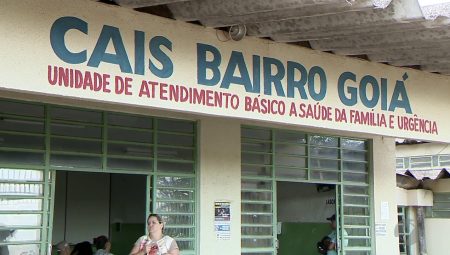 CAIS BAIRRO GOIÁ
UNIDADE DE ATENDIMENTO BÁSICO A SAÚDE DA FAMÍLIA E URGÊNCIA